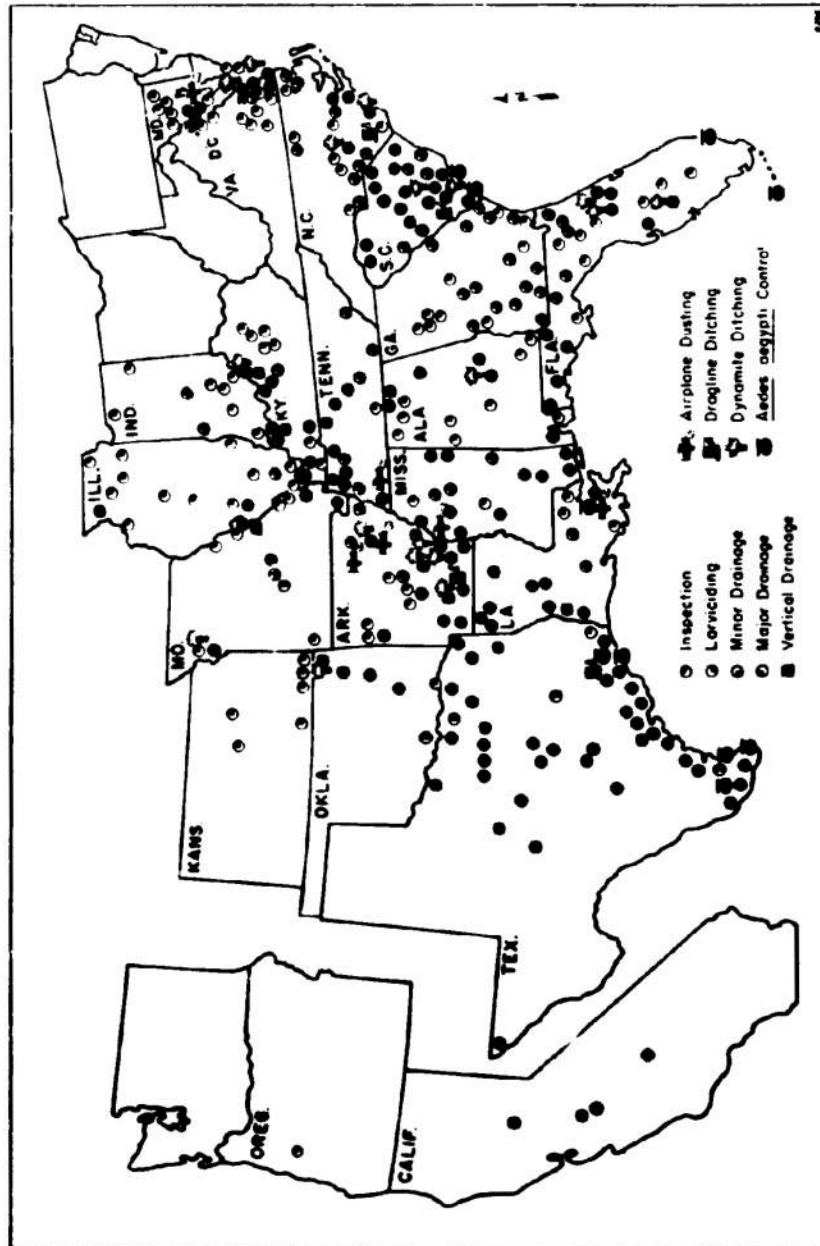 OREG.
CALIF.
KANS
OKLA.
TEX.
MO.
ARK.
LA
ILL.
IND.
KY.
TENN.
MISS.
ALA
GA.
FLA.
S.C.
N.C.
VA
DC
MD.
N
Inspection
Larviciding
Minor Drainage
Major Drainage
Vertical Drainage
Airplane Dusting
Dragline Ditching
Dynamite Ditching
Aedes aegypti Control